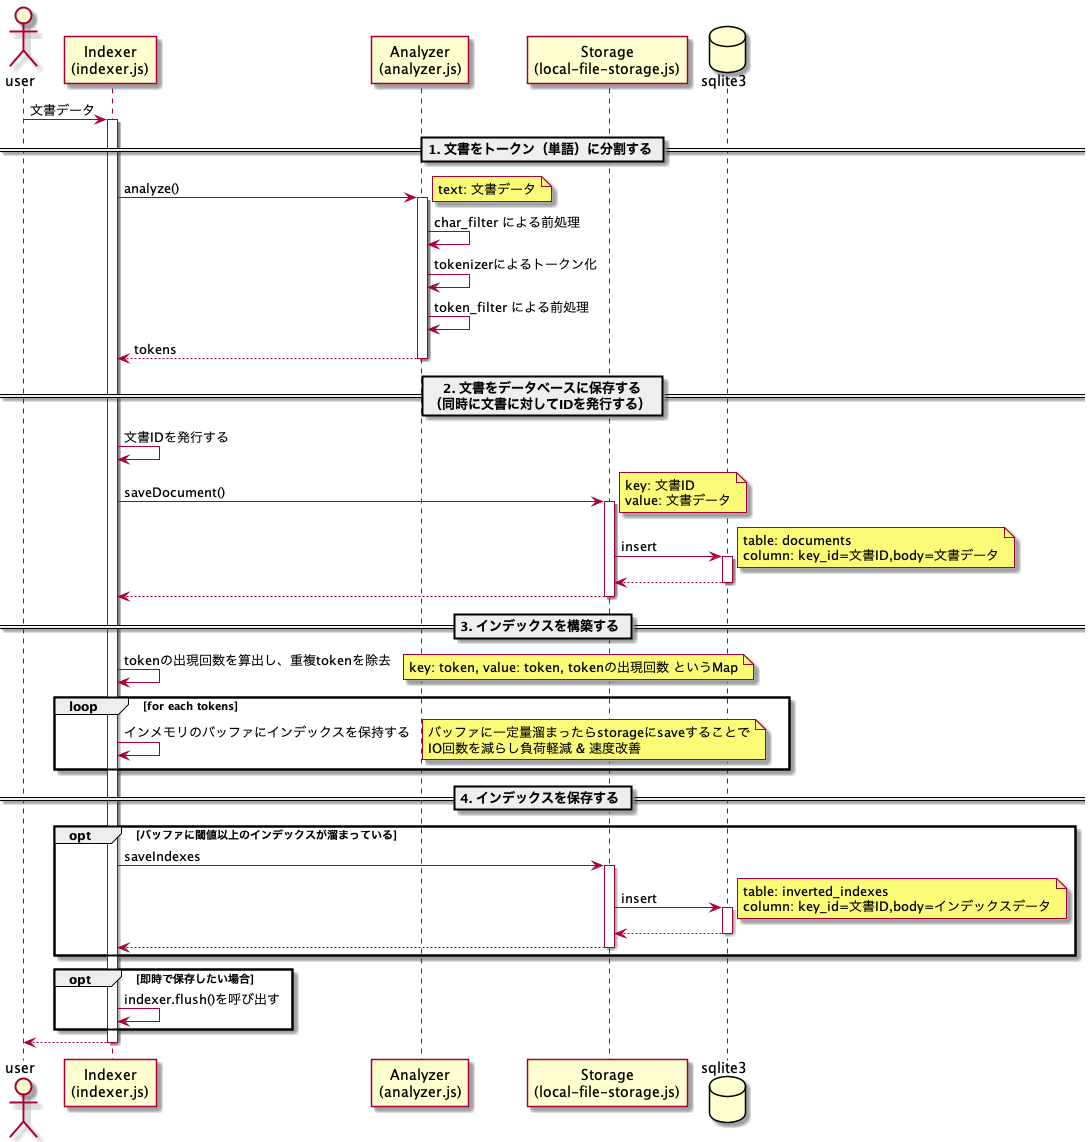 user
Indexer
(indexer.js)
Analyzer
(analyzer.js)
Storage
(local-file-storage.js)
sqlite3
文書データ
1. 文書をトークン（単語）に分割する
analyze()
text: 文書データ
char_filter による前処理
tokenizerによるトークン化
token_filter による前処理
tokens
2. 文書をデータベースに保存する
（同時に文書に対してIDを発行する）
文書IDを発行する
saveDocument()
key: 文書ID
value: 文書データ
insert
table: documents
column: key_id=文書ID,body=文書データ
3. インデックスを構築する
tokenの出現回数を算出し、重複tokenを除去
key: token, value: token, tokenの出現回数 というMap
loop
[for each tokens]
インメモリのバッファにインデックスを保持する
バッファに一定量溜まったらstorageにsaveすることで
IO回数を減らし負荷軽減 & 速度改善
4. インデックスを保存する
opt
[バッファに閾値以上のインデックスが溜まっている]
saveIndexes
insert
table: inverted_indexes
column: key_id=文書ID,body=インデックスデータ
opt
[即時で保存したい場合]
indexer.flush()を呼び出す
user
Indexer
(indexer.js)
Analyzer
(analyzer.js)
Storage
(local-file-storage.js)
sqlite3